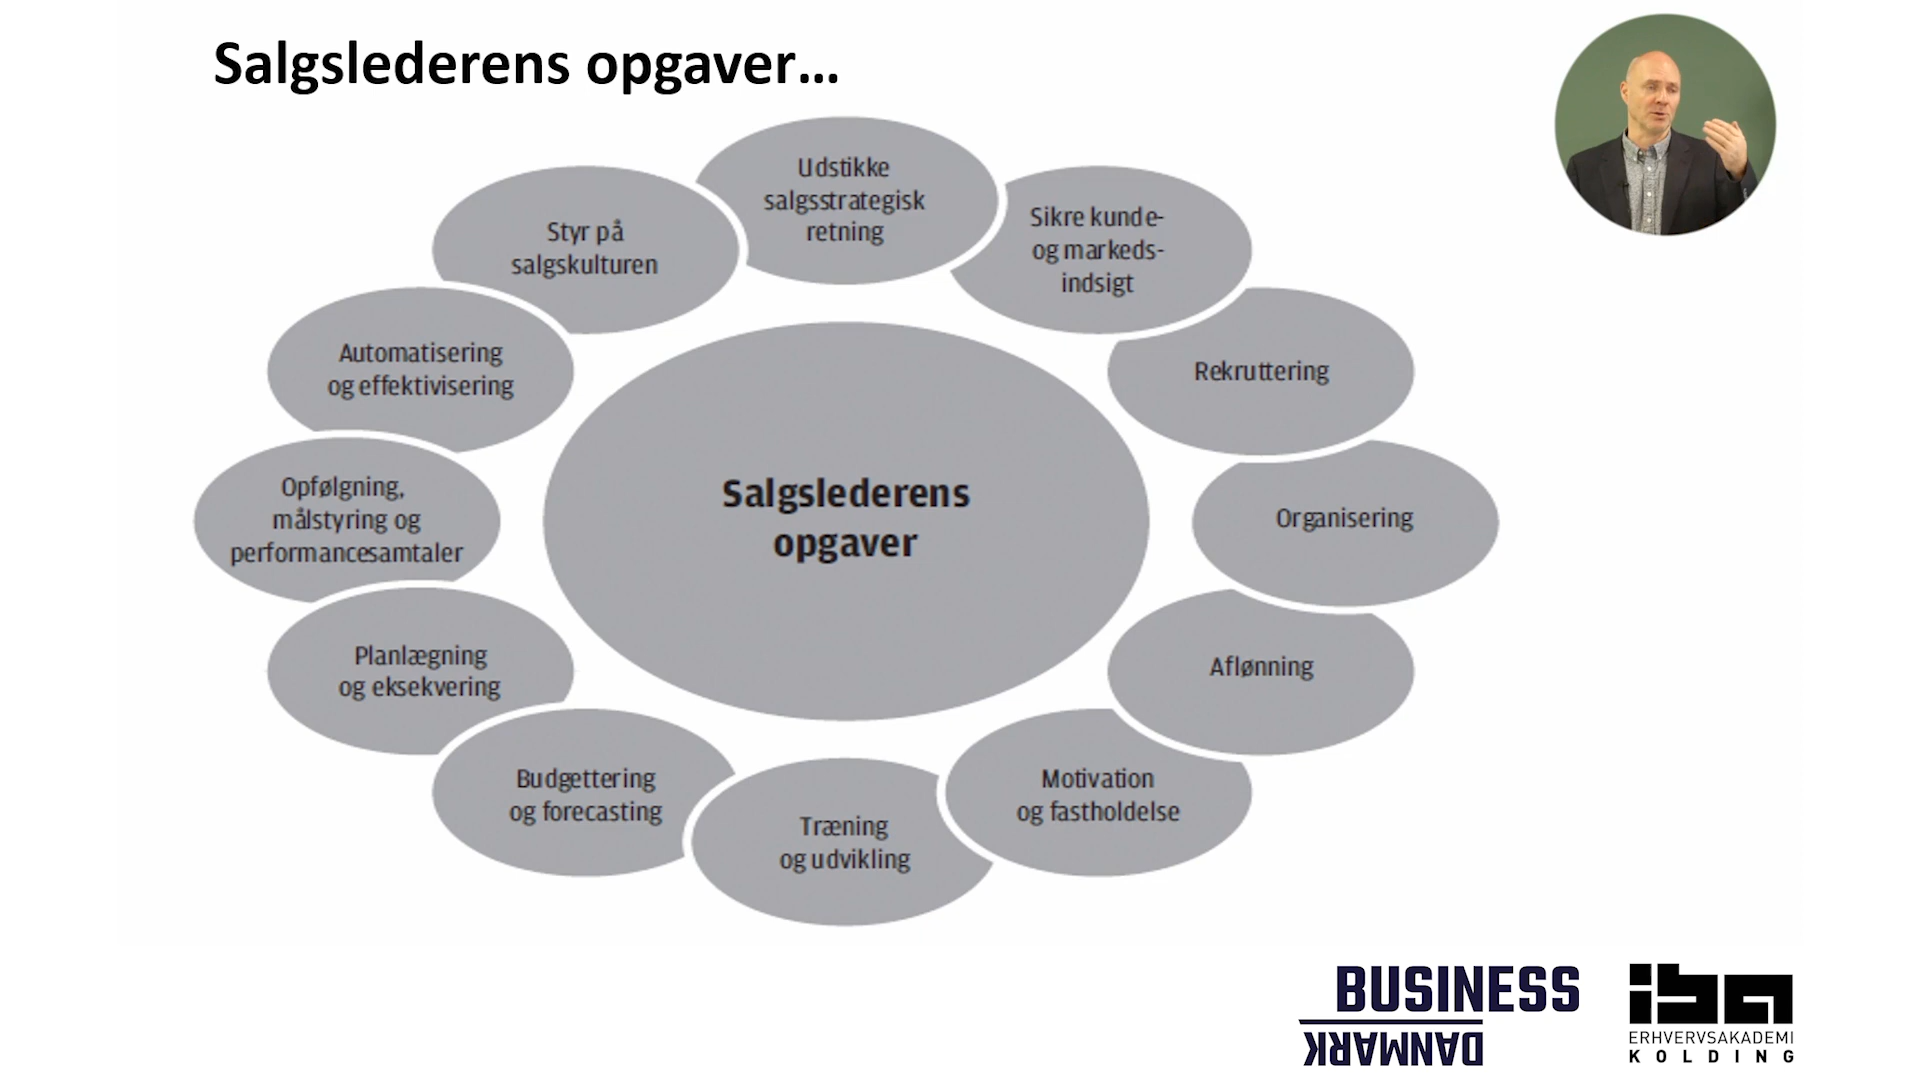 Salgslederens opgaver...
Udstikke
salgsstrategisk
retning
Sikre kunde-
og markeds-
indsigt
Rekruttering
Organisering
Aflønning
Motivation
og fastholdelse
Træning
og udvikling
Budgettering
og forecasting
Planlægning
og eksekvering
Opfølgning,
målstyring og
performancesamtaler
Automatisering
og effektivisering
Styr på
salgskulturen
Salgslederens
opgaver
BUSINESS
DANMARK
iba
ERHVERVSAKADEMI
KOLDING